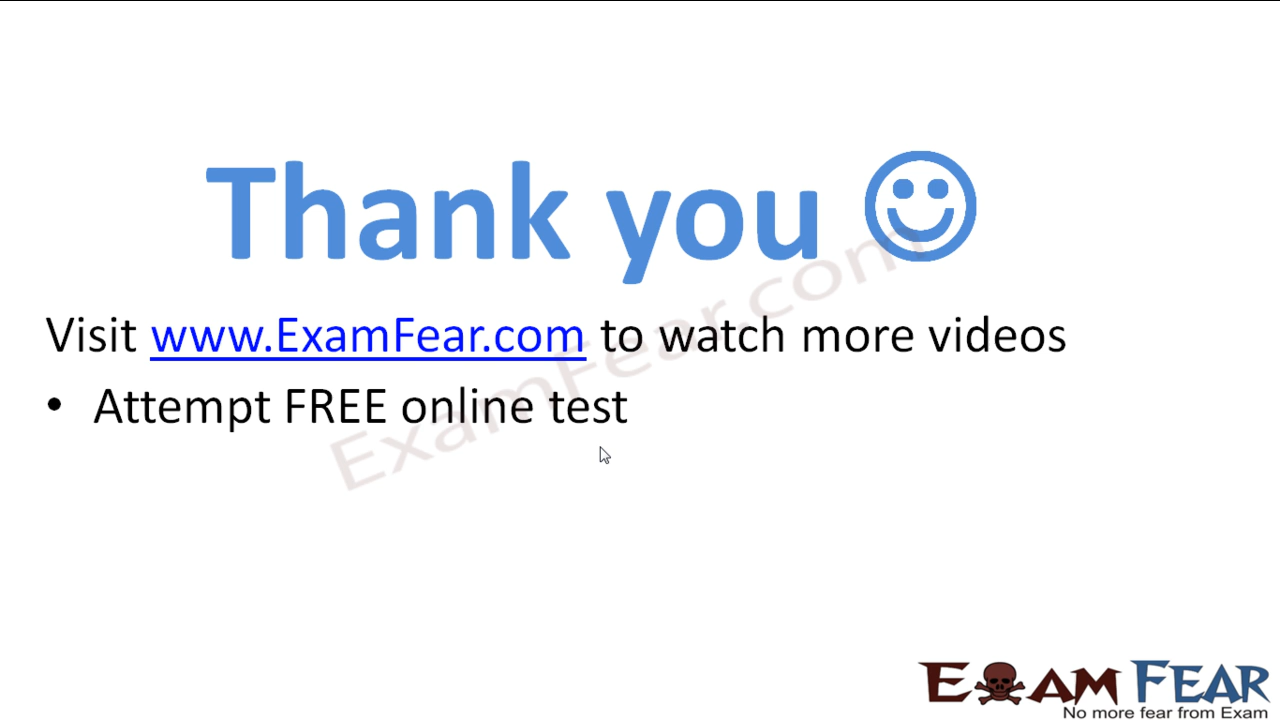 Thank you ☺
Visit www.ExamFear.com to watch more videos
• Attempt FREE online test
ExamFear.com
EXAM FEAR
No more fear from Exam